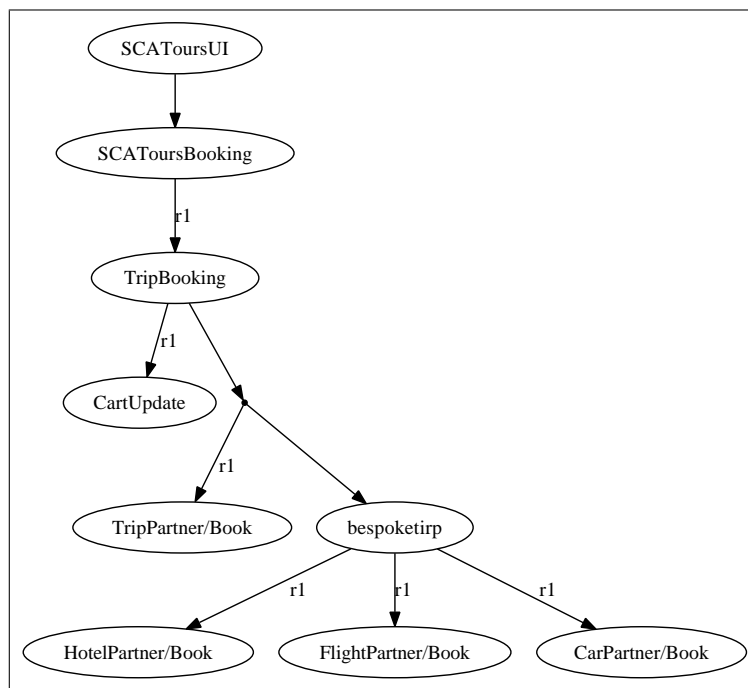 SCAToursUI
SCAToursBooking
r1
TripBooking
r1
CartUpdate
r1
TripPartner/Book
bespoketirp
r1
r1
r1
HotelPartner/Book
FlightPartner/Book
CarPartner/Book